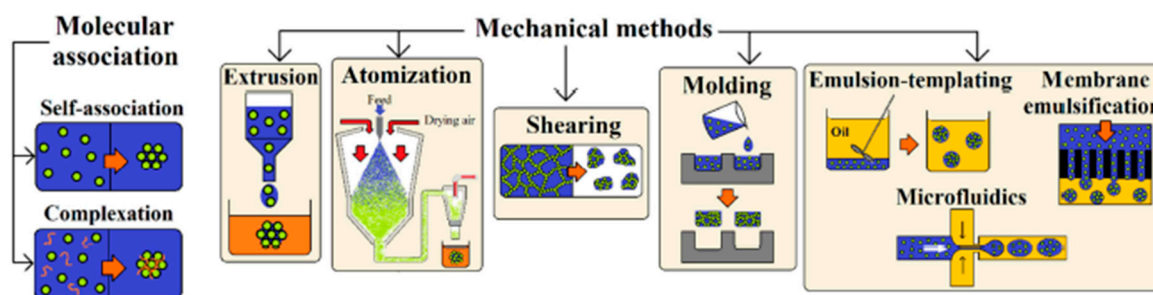 Molecular
association
Self-association
Complexation
Mechanical methods
Extrusion
Atomization
Feed
Drying air
Shearing
Molding
Emulsion-templating
Oil
Membrane
emulsification
Microfluidics